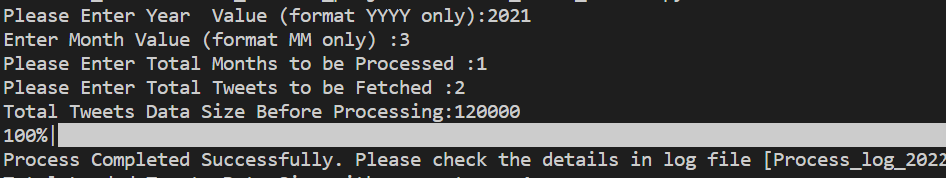 Please Enter Year  Value (format YYYY only):2021
Enter Month Value (format MM only) :3
Please Enter Total Months to be Processed :1
Please Enter Total Tweets to be Fetched :2
Total Tweets Data Size Before Processing:120000
100%|
Process Completed Successfully. Please check the details in log file [Process_log_2022